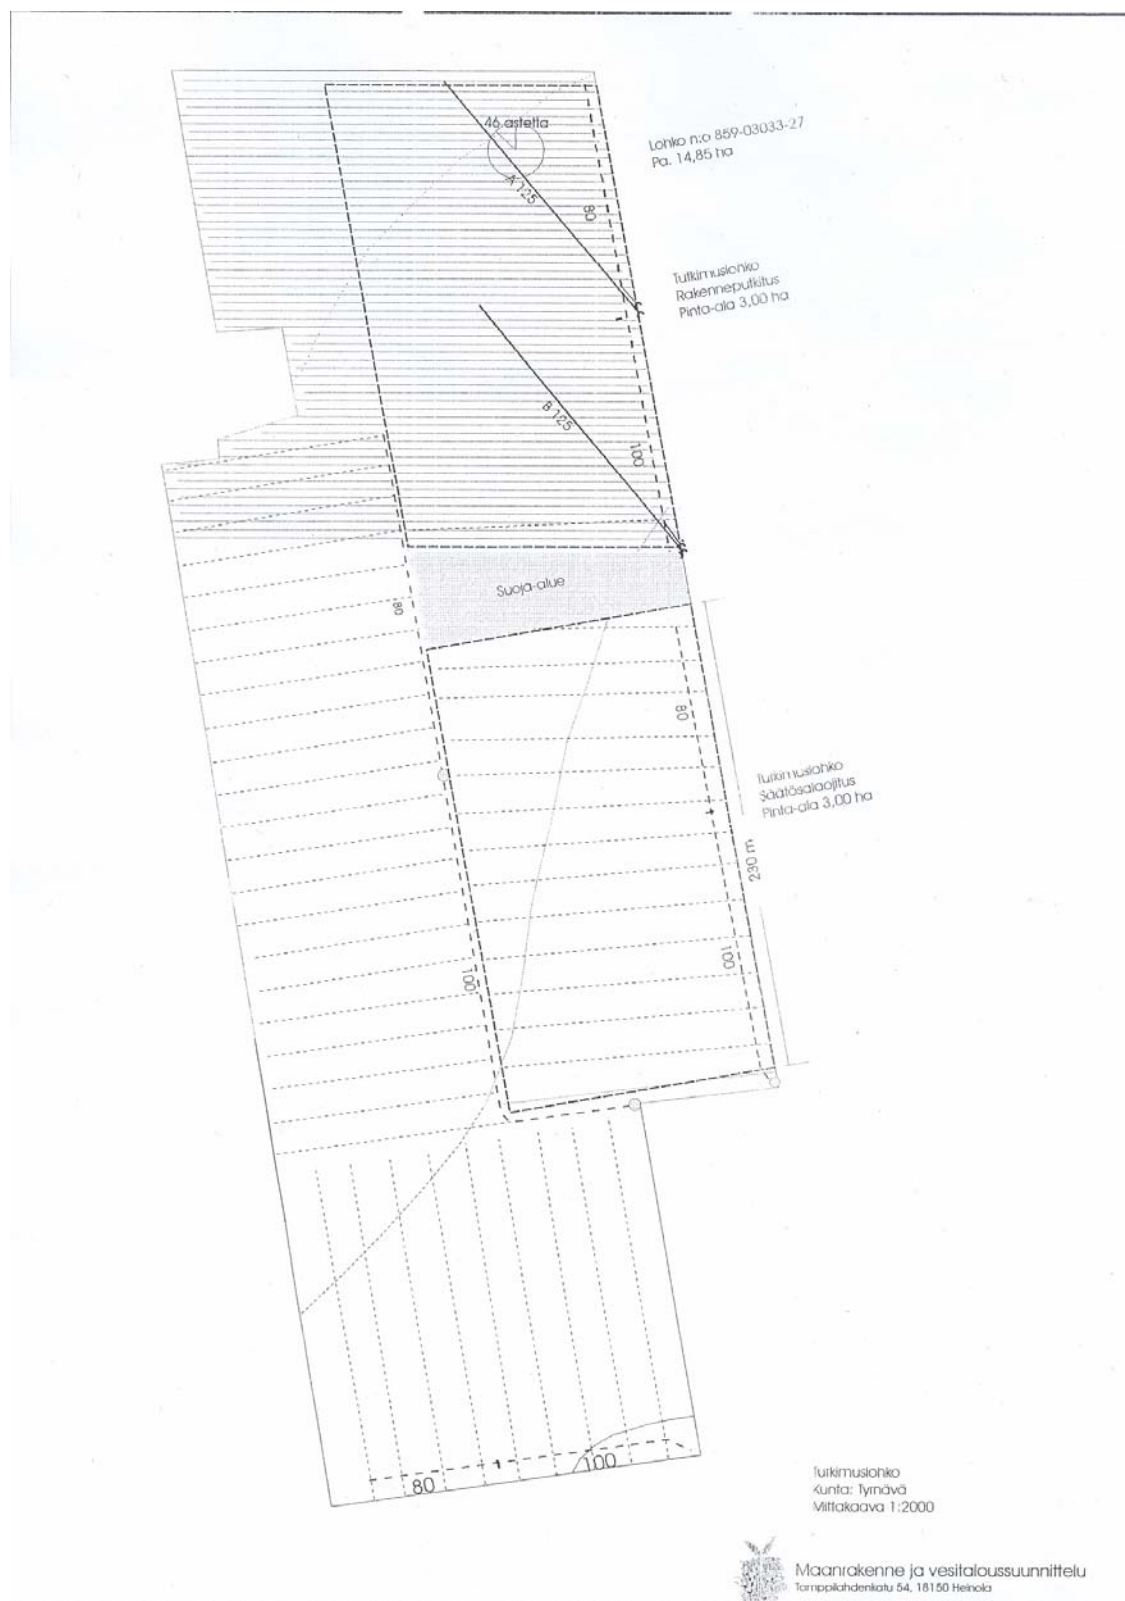 46 astetta
Lohko n:o 859-03033-27
Pa. 14,85 ha
A 125
80
Tutkimuslohko
Rakenneputkitus
Pinta-ala 3,00 ha
B 125
100
Suoja-alue
80
80
Tutkimuslohko
Säätösalaojitus
Pinta-ala 3,00 ha
230 m
100
100
80
100
Tutkimuslohko
Kunta: Tyrnävä
Mittakaava 1:2000
Maanrakenne ja vesitaloussuunnittelu
Tamppilahdenkatu 54, 18150 Heinola